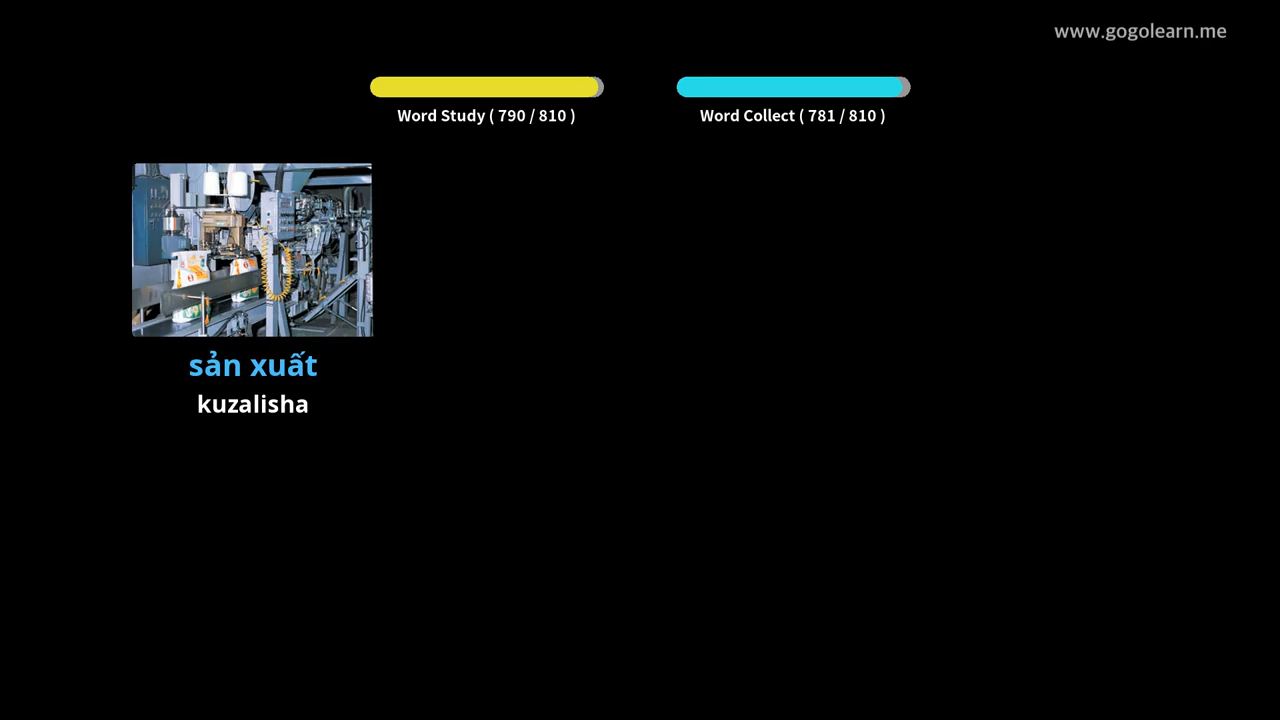 www.gogolearn.me
Word Study ( 790 / 810 )
Word Collect ( 781 / 810 )
sản xuất
kuzalisha